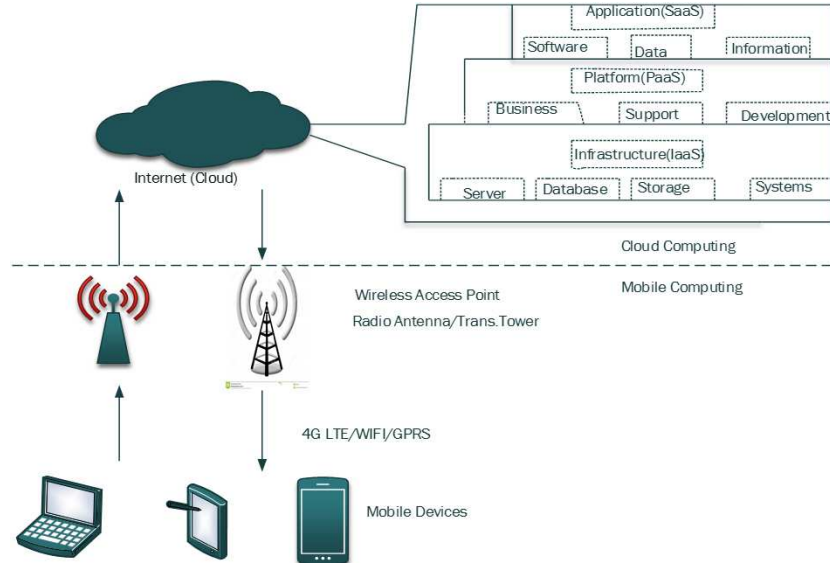 Application(SaaS)
Software
Data
Information
Platform(PaaS)
Business
Support
Development
Infrastructure(IaaS)
Server
Database
Storage
Systems
Internet (Cloud)
Cloud Computing
Mobile Computing
Wireless Access Point
Radio Antenna/Trans.Tower
4G LTE/WIFI/GPRS
Mobile Devices